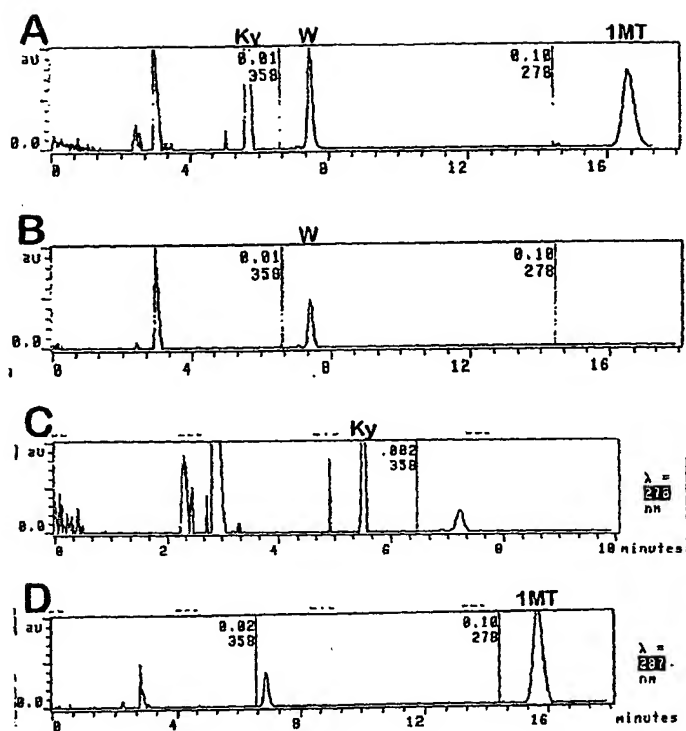 A
Ky W 1MT
au
0.01 0.10
358 278
0.0
0 4 8 12 16
B
W
au
0.01 0.10
358 278
0.0
0 4 8 12 16
C
Ky
au
.002
358
λ =
278
nm
0.0
0 2 4 6 8 10 minutes
D
1MT
au
0.02 0.10
358 278
λ =
287
nm
0.0
0 4 8 12 16 minutes